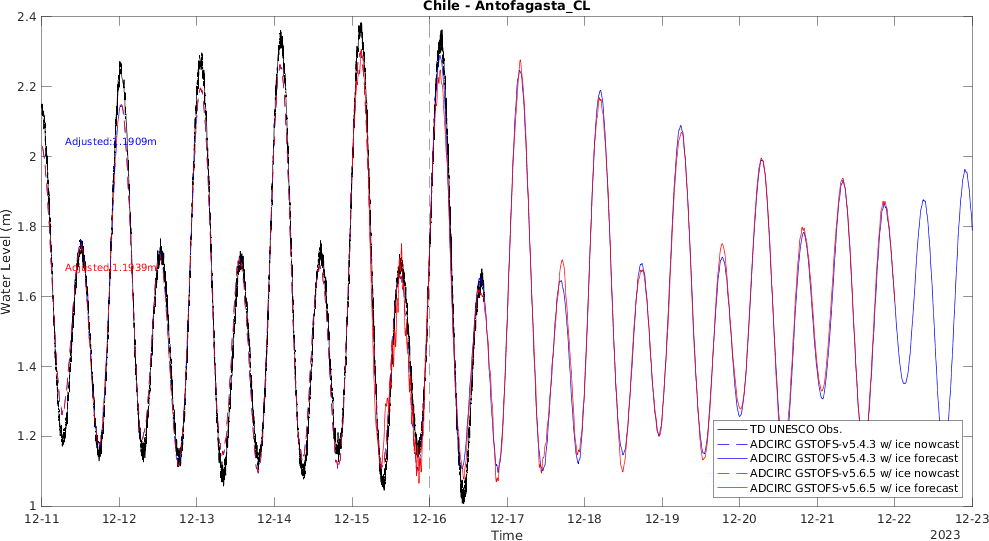 Chile - Antofagasta_CL
2.4
2.2
2
1.8
1.6
1.4
1.2
1
Water Level (m)
Adjusted:1.1909m
Adjusted:1.1939m
TD UNESCO Obs.
ADCIRC GSTOFS-v5.4.3 w/ ice nowcast
ADCIRC GSTOFS-v5.4.3 w/ ice forecast
ADCIRC GSTOFS-v5.6.5 w/ ice nowcast
ADCIRC GSTOFS-v5.6.5 w/ ice forecast
12-11 12-12 12-13 12-14 12-15 12-16 12-17 12-18 12-19 12-20 12-21 12-22 12-23
Time
2023